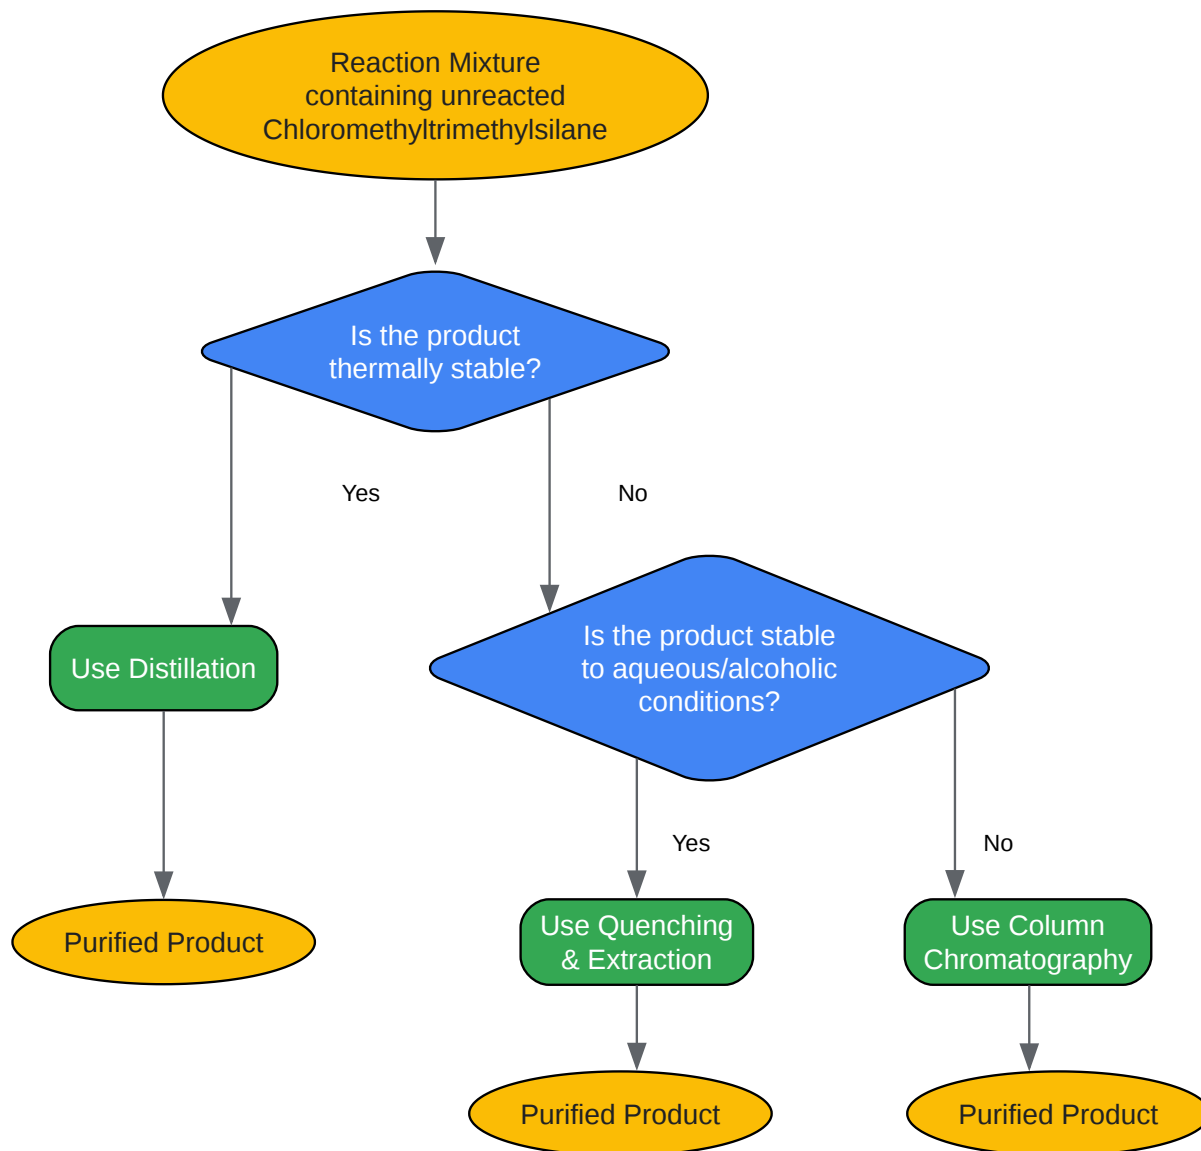 Reaction Mixture
containing unreacted
Chloromethyltrimethylsilane
Is the product
thermally stable?
Yes
No
Use Distillation
Is the product stable
to aqueous/alcoholic
conditions?
Yes
No
Purified Product
Use Quenching
& Extraction
Use Column
Chromatography
Purified Product
Purified Product